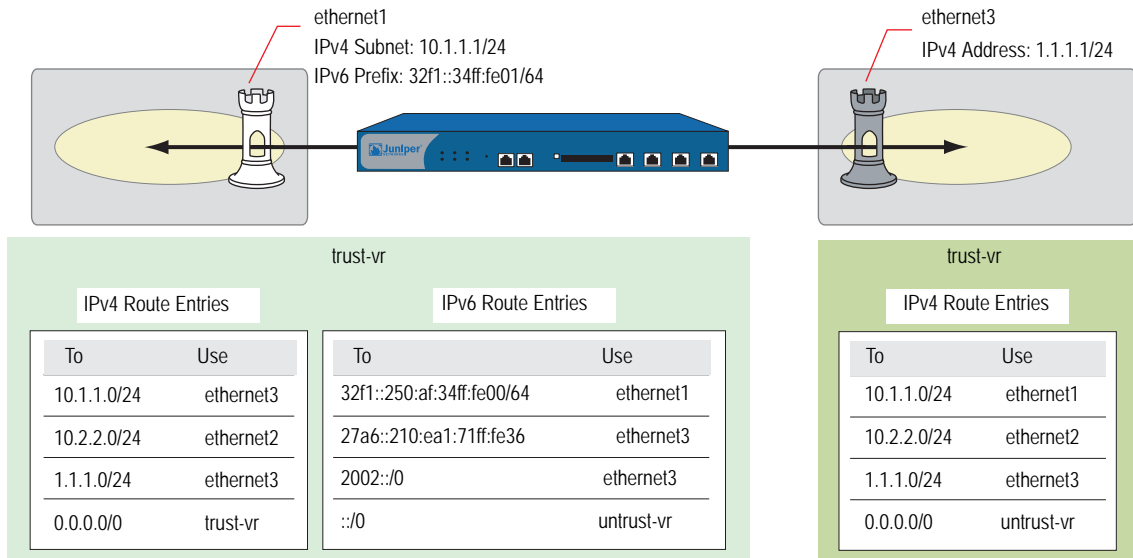 ethernet1
IPv4 Subnet: 10.1.1.1/24
IPv6 Prefix: 32f1::34ff:fe01/64
ethernet3
IPv4 Address: 1.1.1.1/24
Juniper
trust-vr
IPv4 Route Entries
To Use
10.1.1.0/24 ethernet3
10.2.2.0/24 ethernet2
1.1.1.0/24 ethernet3
0.0.0.0/0 trust-vr
IPv6 Route Entries
To Use
32f1::250:af:34ff:fe00/64 ethernet1
27a6::210:ea1:71ff:fe36 ethernet3
2002::/0 ethernet3
::/0 untrust-vr
trust-vr
IPv4 Route Entries
To Use
10.1.1.0/24 ethernet1
10.2.2.0/24 ethernet2
1.1.1.0/24 ethernet3
0.0.0.0/0 untrust-vr